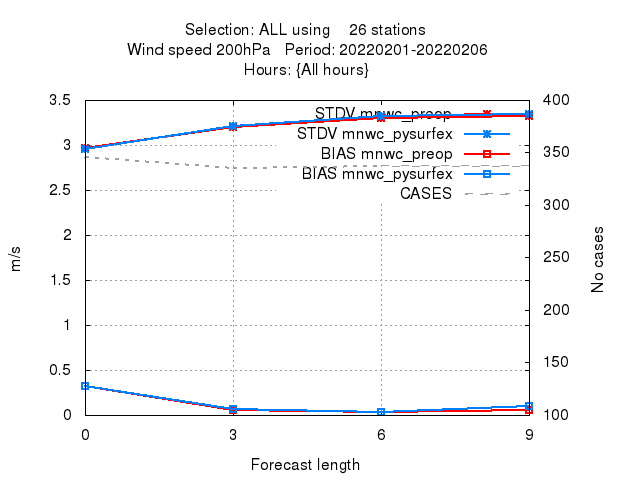 Selection: ALL using 26 stations
Wind speed 200hPa Period: 20220201-20220206
Hours: {All hours}
3.5
3
2.5
2
1.5
1
0.5
0
m/s
STDV mnwc_preop
STDV mnwc_pysurfex
BIAS mnwc_preop
BIAS mnwc_pysurfex
CASES
400
350
300
250
200
150
100
No cases
0 3 6 9
Forecast length